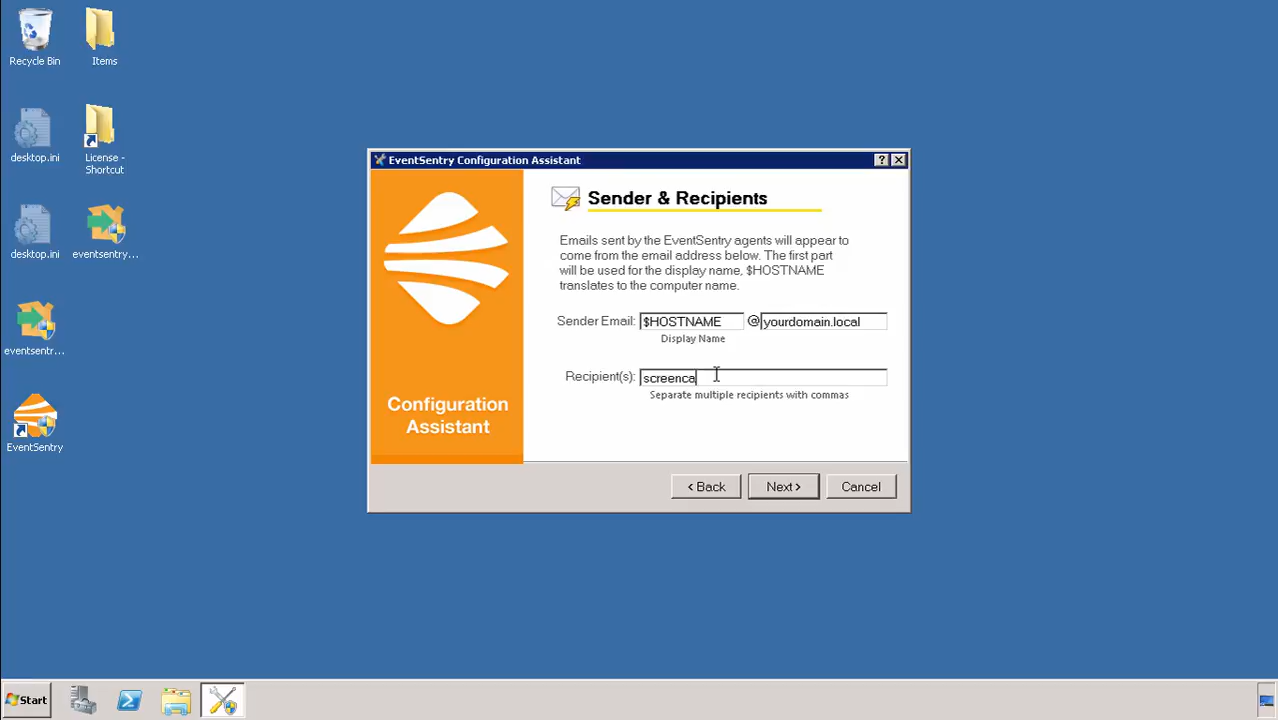 Recycle Bin
Items
desktop.ini
License -
Shortcut
desktop.ini
eventsentry...
eventsentr...
EventSentry
EventSentry Configuration Assistant
?
Configuration
Assistant
Sender & Recipients
Emails sent by the EventSentry agents will appear to
come from the email address below. The first part
will be used for the display name, $HOSTNAME
translates to the computer name.
Sender Email: $HOSTNAME @ yourdomain.local
Display Name
Recipient(s): screenca
Separate multiple recipients with commas
< Back
Next >
Cancel
Start